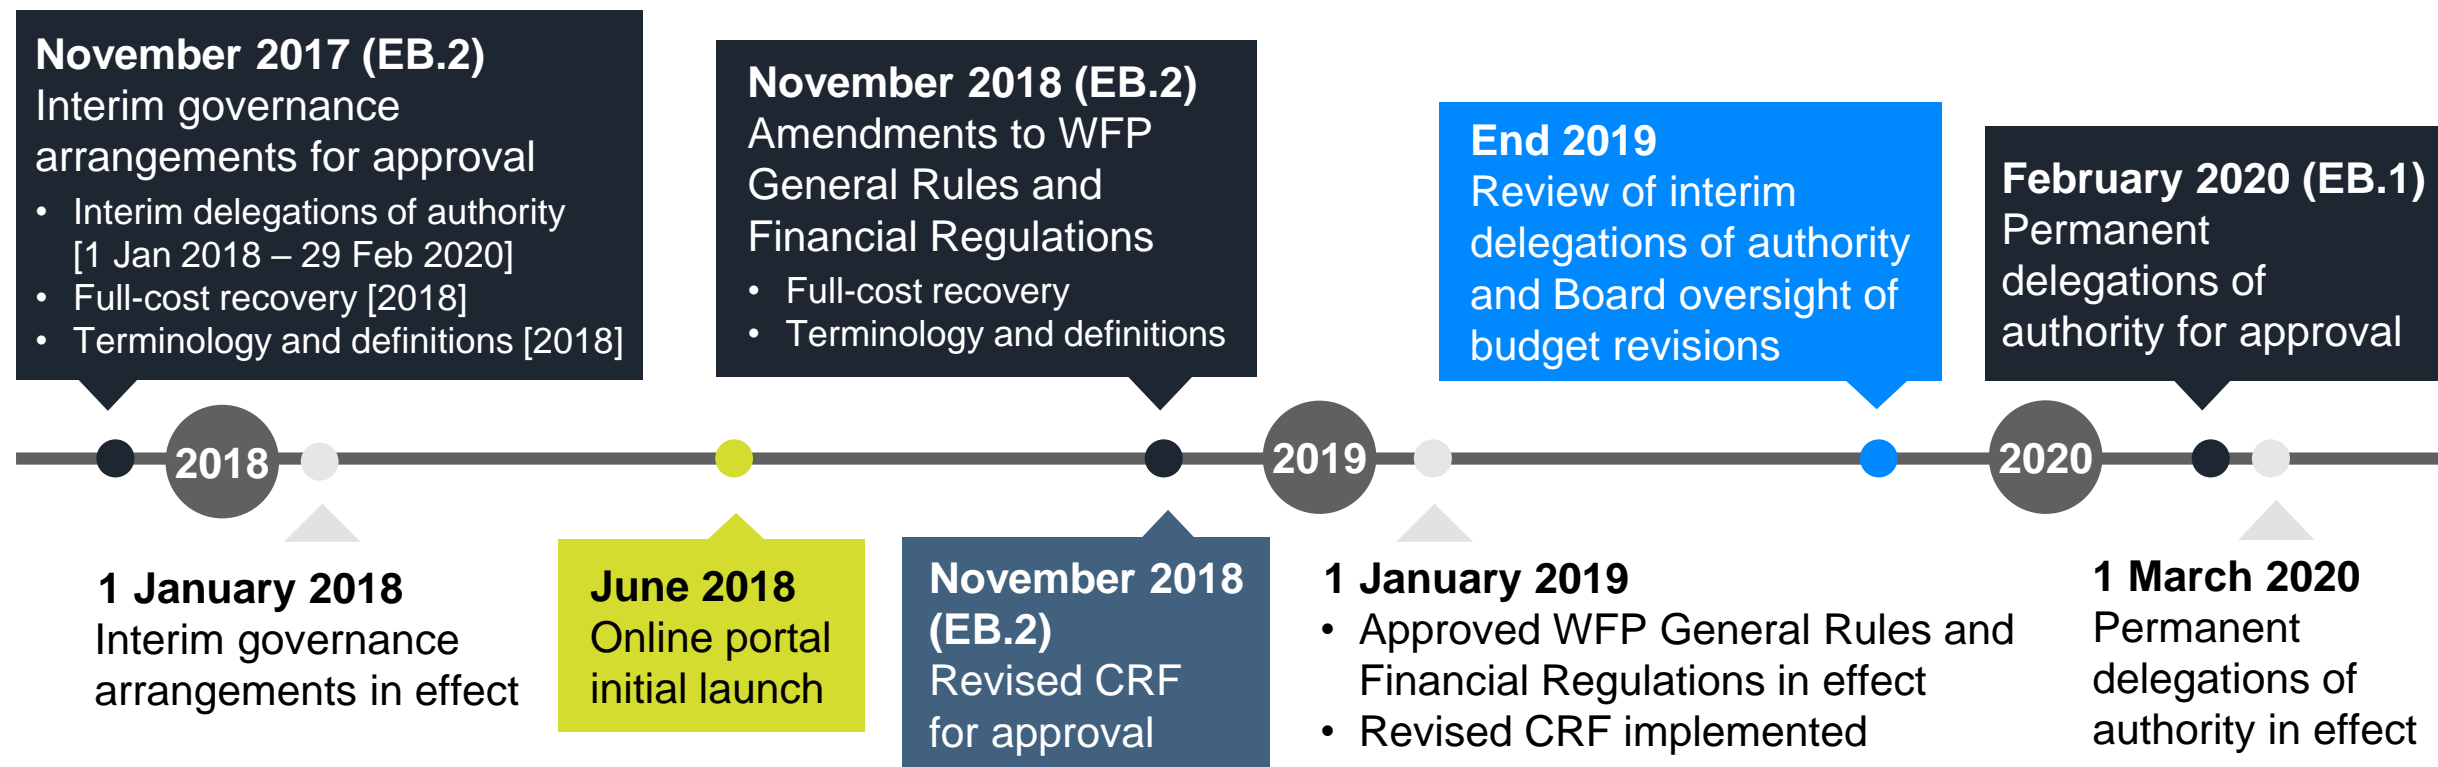 November 2017 (EB.2)
Interim governance
arrangements for approval
• Interim delegations of authority
[1 Jan 2018 – 29 Feb 2020]
• Full-cost recovery [2018]
• Terminology and definitions [2018]
November 2018 (EB.2)
Amendments to WFP
General Rules and
Financial Regulations
• Full-cost recovery
• Terminology and definitions
End 2019
Review of interim
delegations of authority
and Board oversight of
budget revisions
February 2020 (EB.1)
Permanent
delegations of
authority for approval
2018
2019
2020
1 January 2018
Interim governance
arrangements in effect
June 2018
Online portal
initial launch
November 2018
(EB.2)
Revised CRF
for approval
1 January 2019
• Approved WFP General Rules and
Financial Regulations in effect
• Revised CRF implemented
1 March 2020
Permanent
delegations of
authority in effect